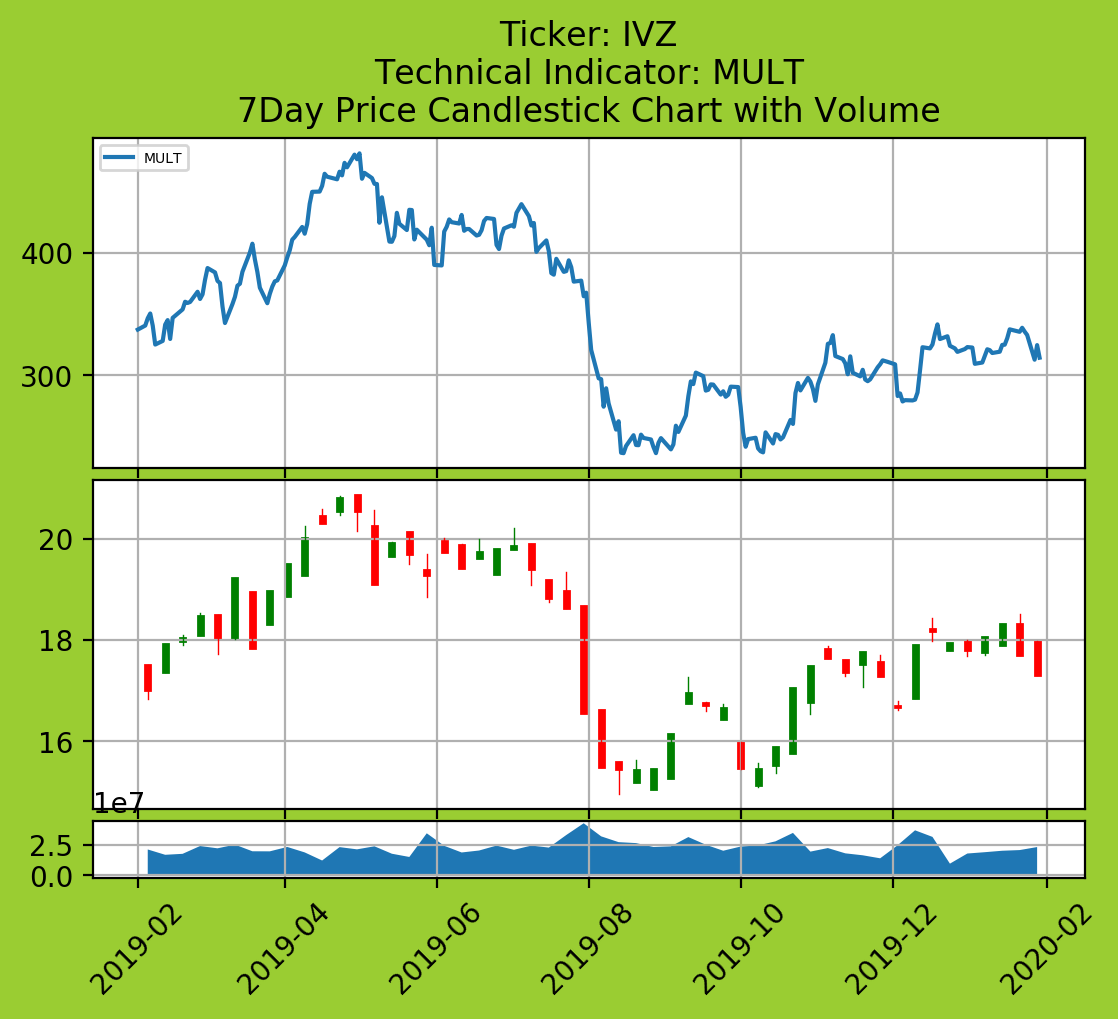 Ticker: IVZ
Technical Indicator: MULT
7Day Price Candlestick Chart with Volume
MULT
400
300
20
18
16
1e7
2.5
0.0
2019-02
2019-04
2019-06
2019-08
2019-10
2019-12
2020-02